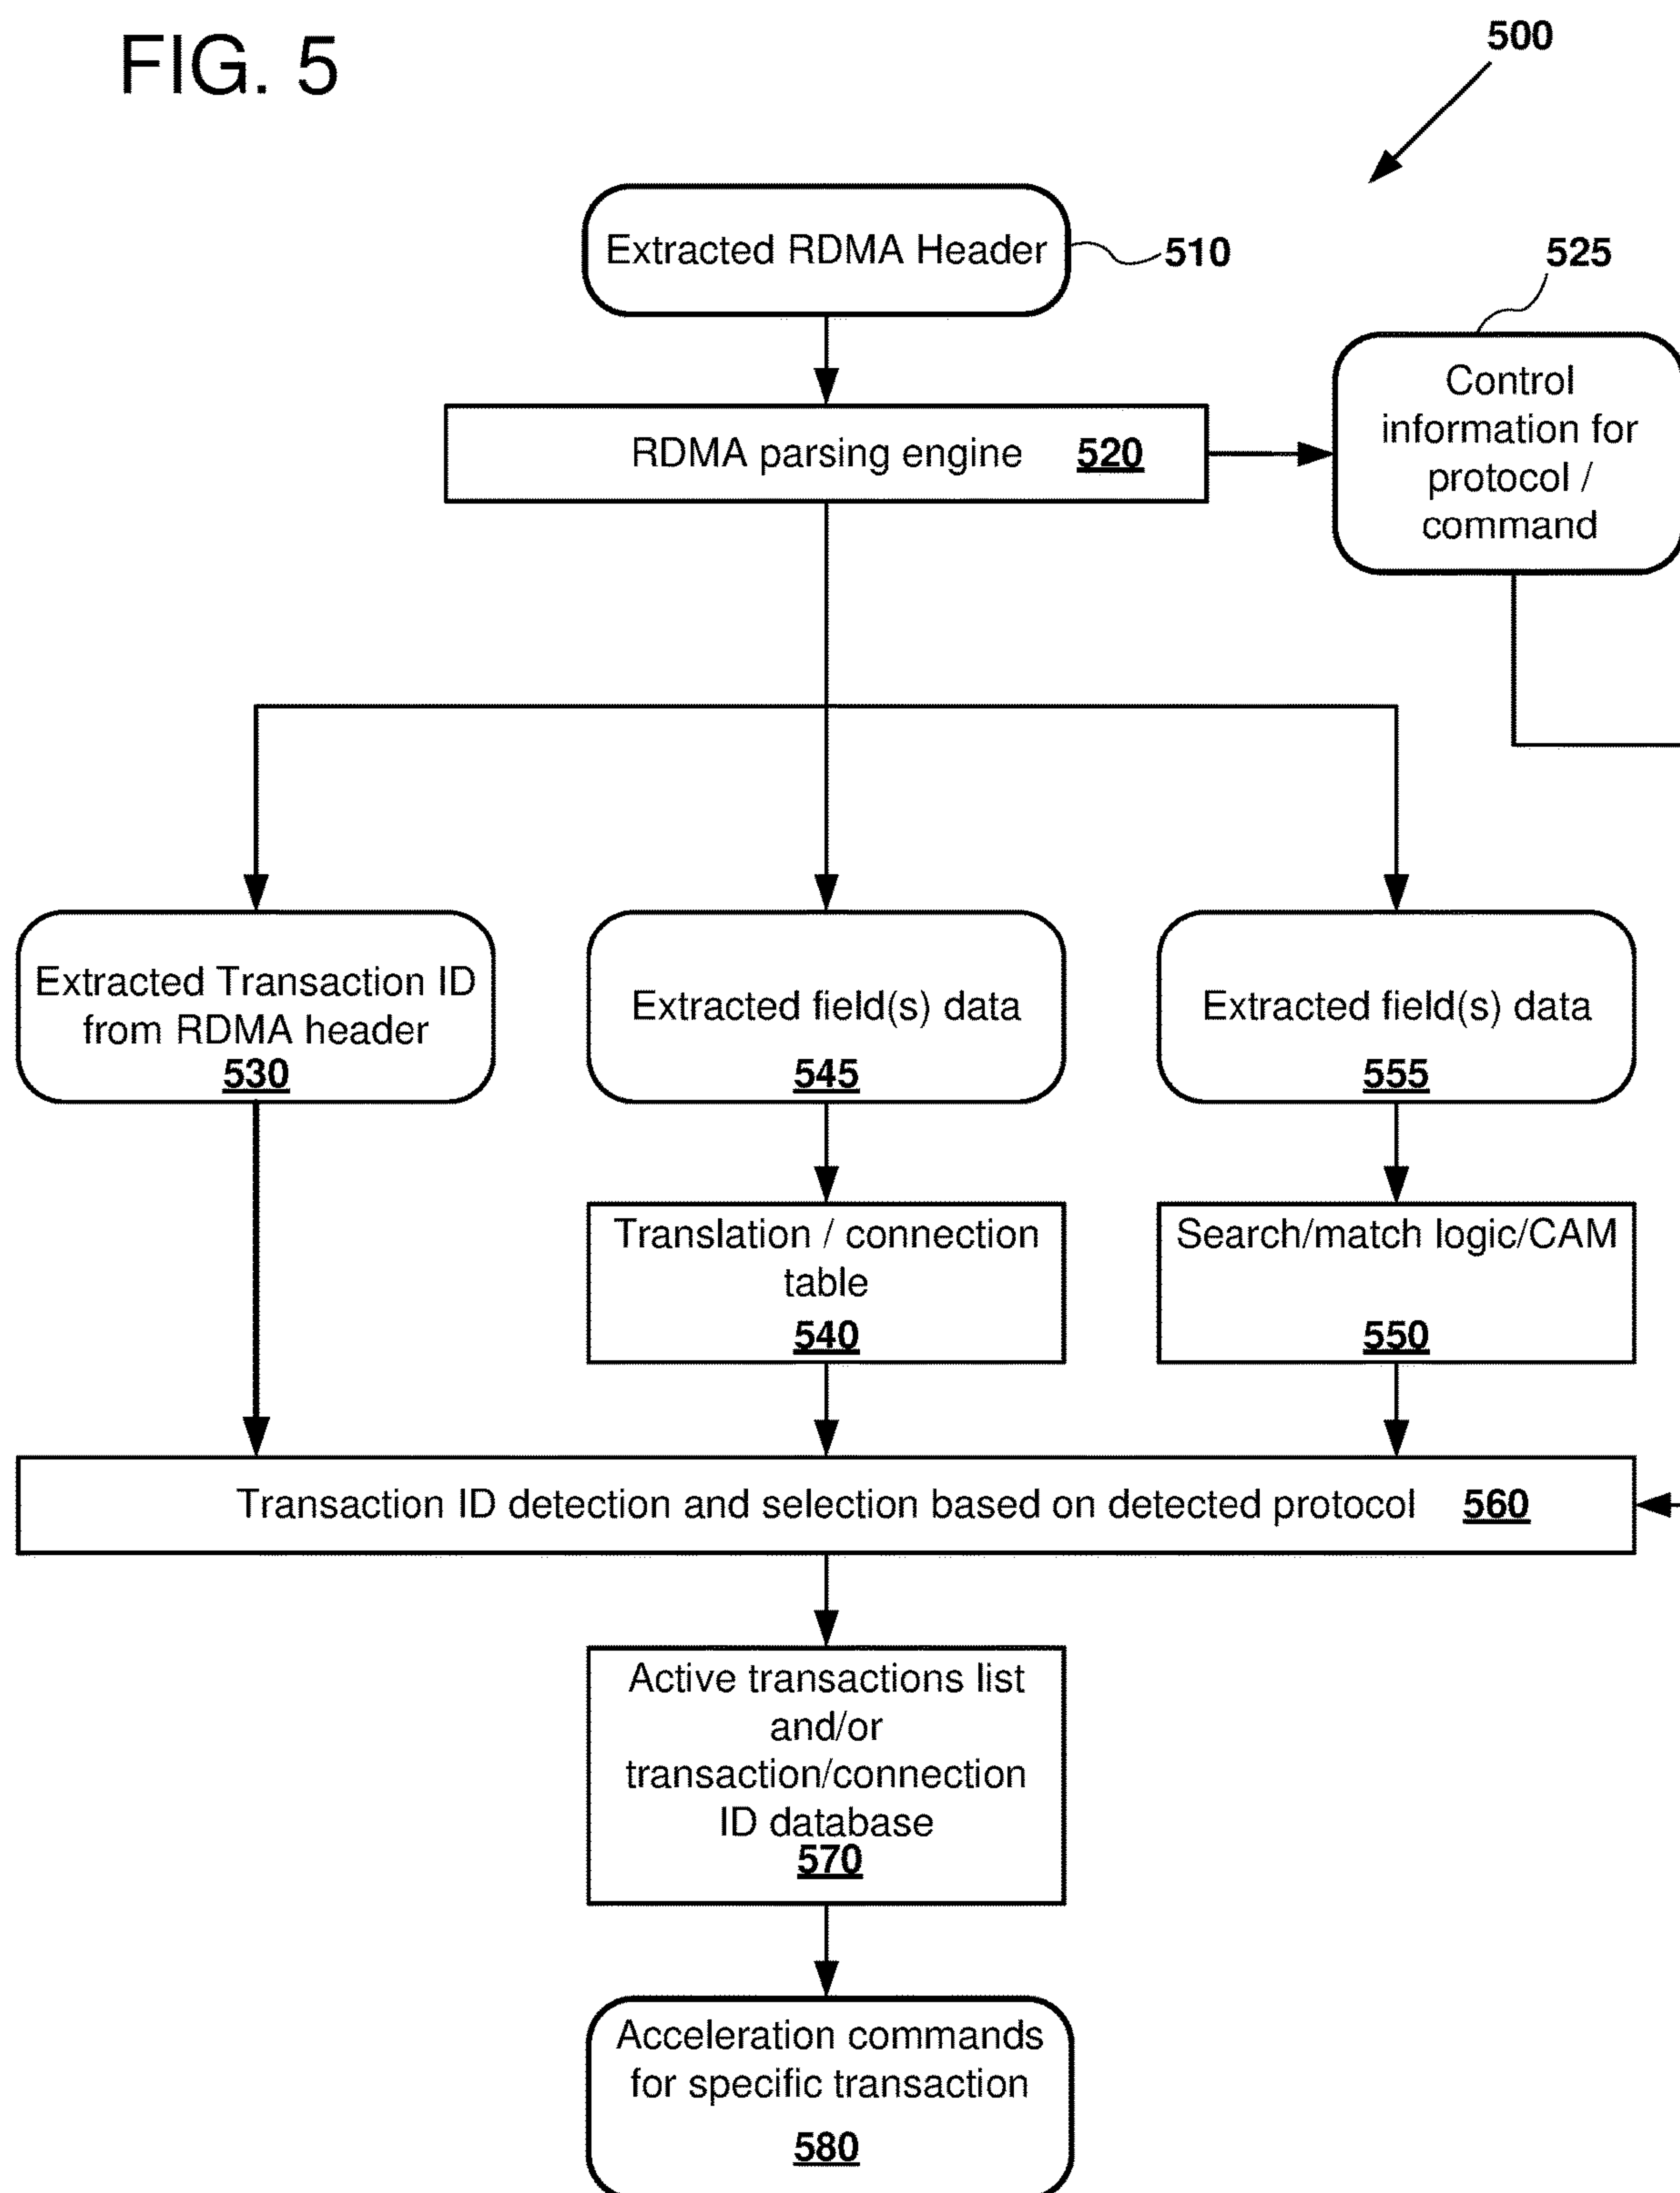 FIG. 5
500
Extracted RDMA Header
510
525
Control
information for
protocol /
command
RDMA parsing engine 520
Extracted Transaction ID
from RDMA header
530
Extracted field(s) data
545
Extracted field(s) data
555
Translation / connection
table
540
Search/match logic/CAM
550
Transaction ID detection and selection based on detected protocol 560
Active transactions list
and/or
transaction/connection
ID database
570
Acceleration commands
for specific transaction
580